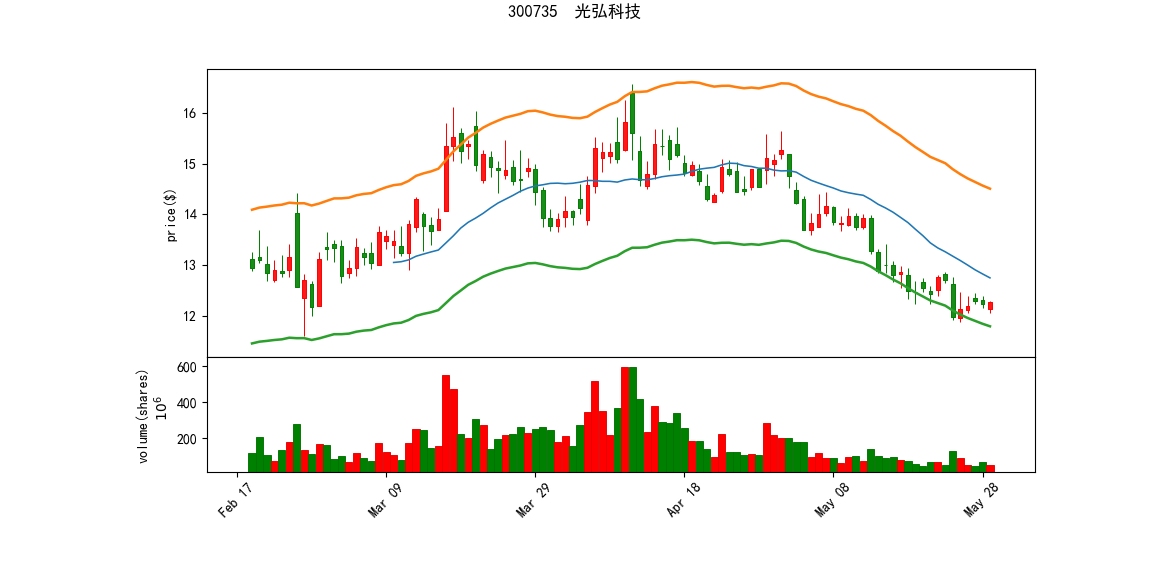 300735  光弘科技
price($)
16
15
14
13
12
volume(shares)
10^6
600
400
200
Feb 17
Mar 09
Mar 29
Apr 18
May 08
May 28